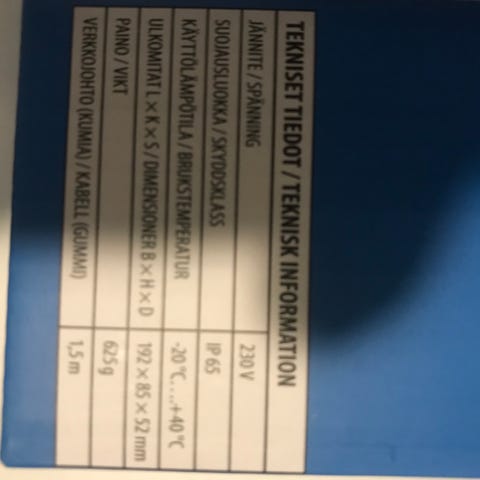 TEKNISET TIEDOT / TEKNISK INFORMATION
JÄNNITE / SPÄNNING 230 V
SUOJAUSLUOKKA / SKYDDSKLASS IP 65
KÄYTTÖLÄMPÖTILA / BRUKSTEMPERATUR -20 °C....+40 °C
ULKOMITAT L × K × S / DIMENSIONER B × H × D 192 × 85 × 52 mm
PAINO / VIKT 625 g
VERKKOJOHTO (KUMIA) / KABELL (GUMMI) 1,5 m